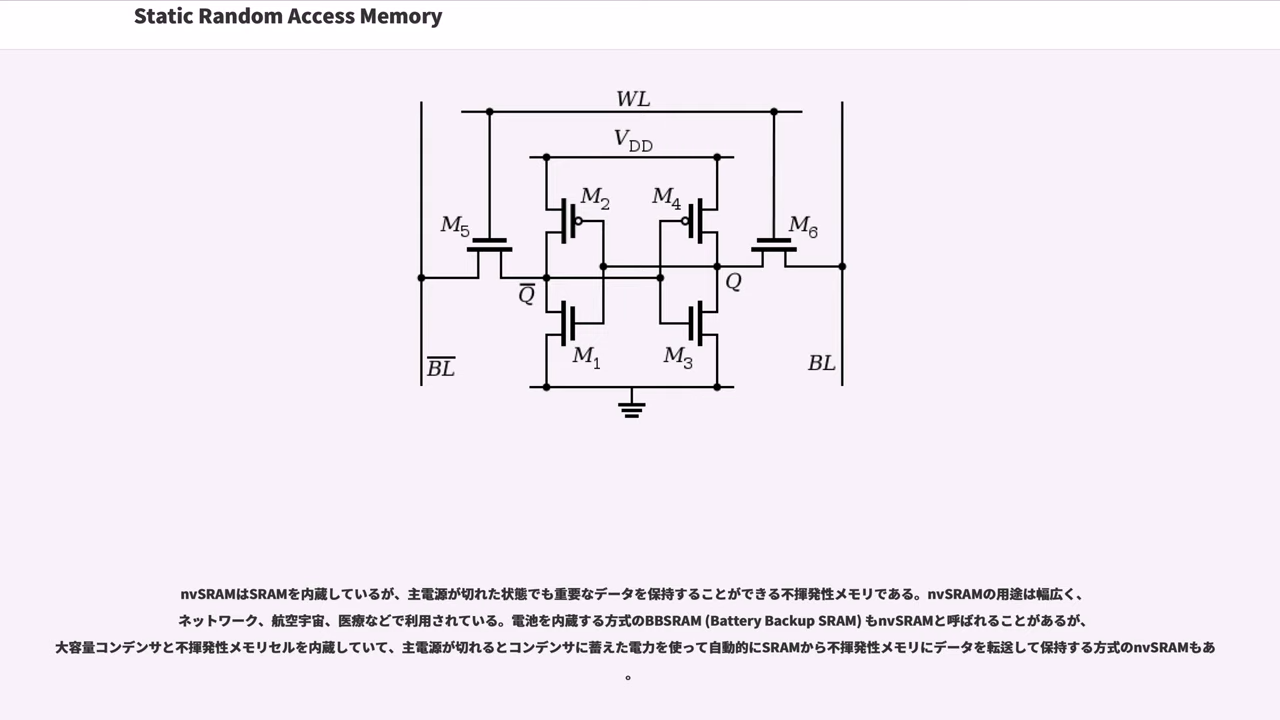 Static Random Access Memory
WL
V_DD
M_2 M_4
M_5 M_6
Q̅ Q
M_1 M_3
B̅L̅ BL
nvSRAMはSRAMを内蔵しているが、主電源が切れた状態でも重要なデータを保持することができる不揮発性メモリである。nvSRAMの用途は幅広く、
ネットワーク、航空宇宙、医療などで利用されている。電池を内蔵する方式のBBSRAM (Battery Backup SRAM) もnvSRAMと呼ばれることがあるが、
大容量コンデンサと不揮発性メモリセルを内蔵していて、主電源が切れるとコンデンサに蓄えた電力を使って自動的にSRAMから不揮発性メモリにデータを転送して保持する方式のnvSRAMもあ
。